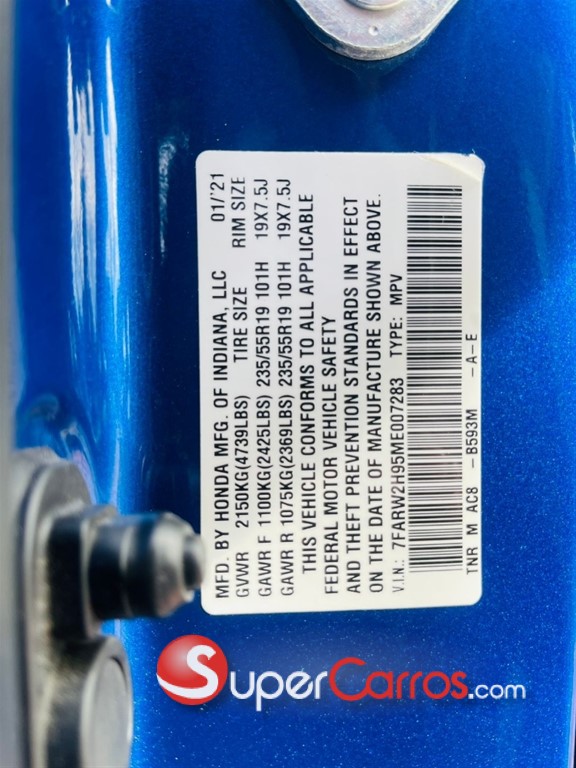 MFD. BY HONDA MFG. OF INDIANA, LLC 01/'21
GVWR 2150KG(4739LBS) TIRE SIZE RIM SIZE
GAWR F 1100KG(2425LBS) 235/55R19 101H 19X7.5J
GAWR R 1075KG(2369LBS) 235/55R19 101H 19X7.5J
THIS VEHICLE CONFORMS TO ALL APPLICABLE
FEDERAL MOTOR VEHICLE SAFETY
AND THEFT PREVENTION STANDARDS IN EFFECT
ON THE DATE OF MANUFACTURE SHOWN ABOVE.
V.I.N.: 7FARW2H95ME007283 TYPE: MPV
TNR M AC8 -B593M -A-E
SuperCarros.com